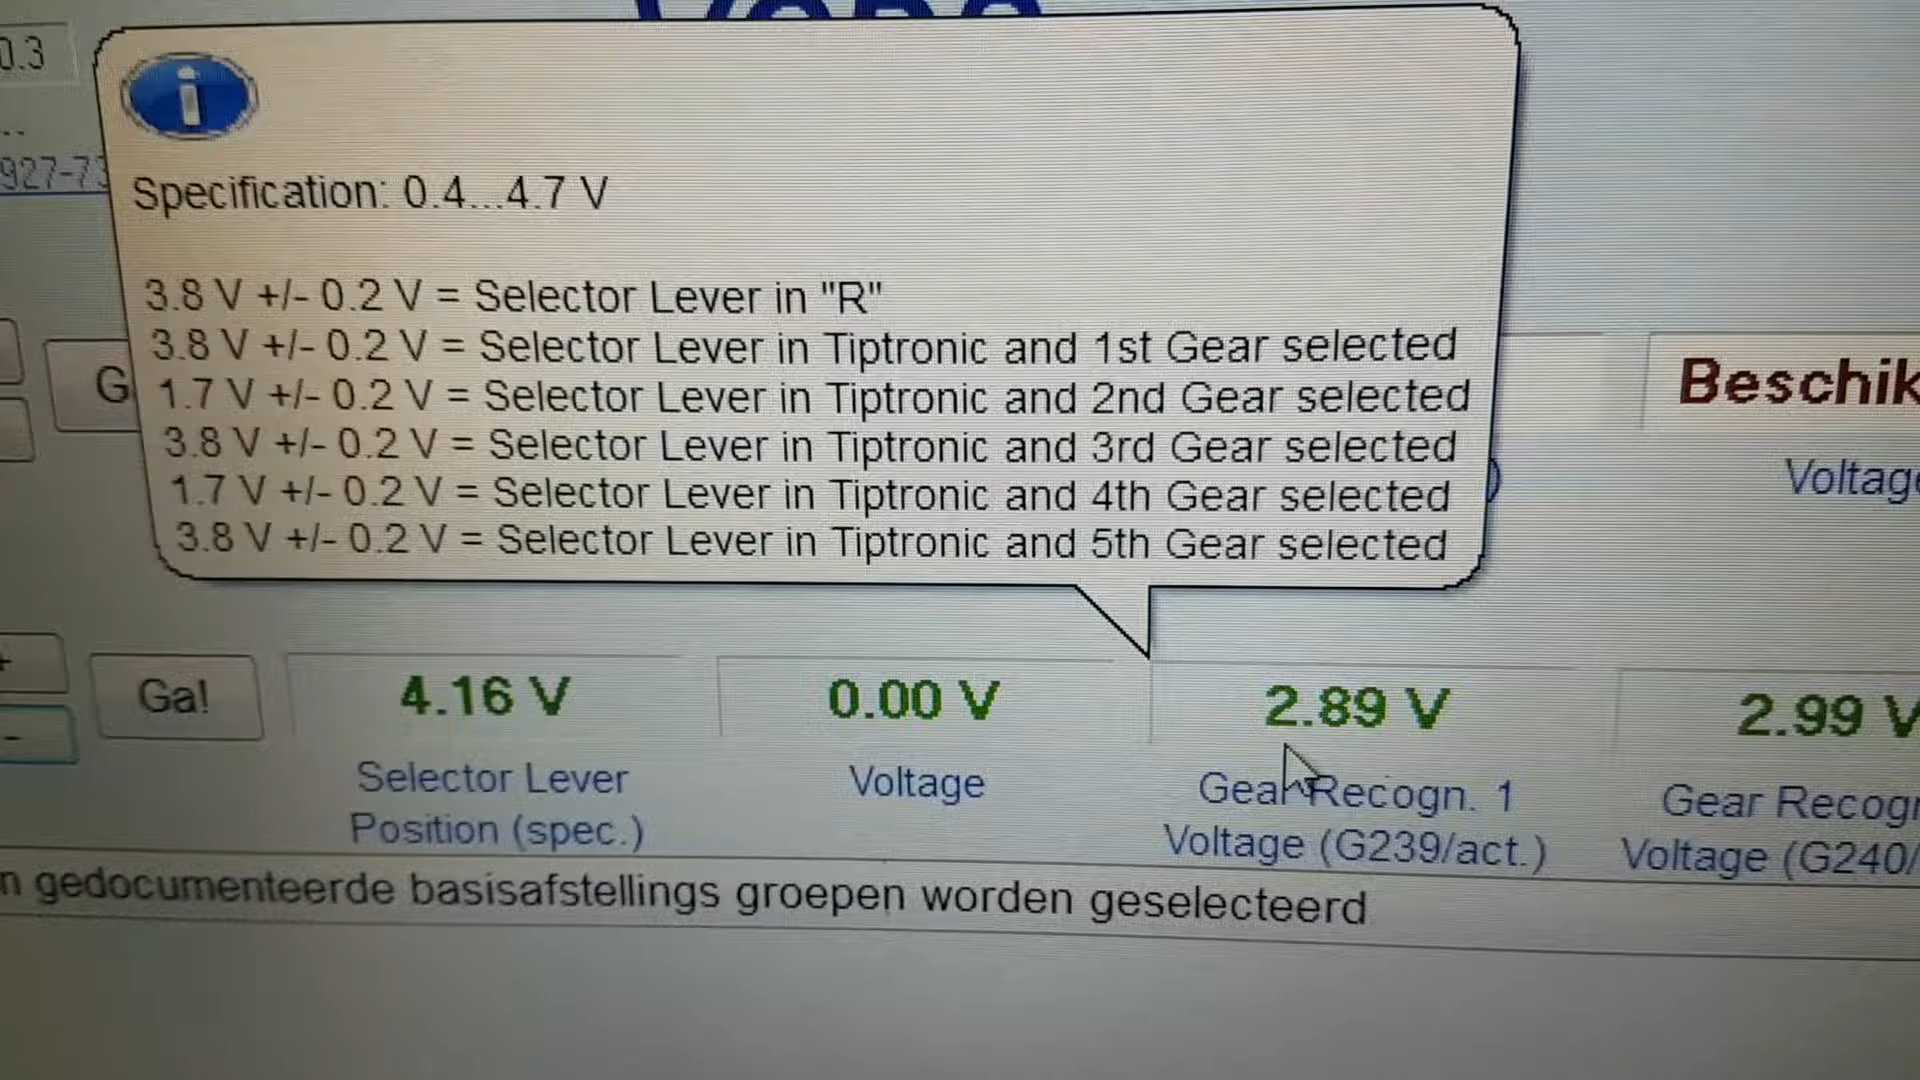 0.3
927-73
Specification: 0.4...4.7 V
3.8 V +/- 0.2 V = Selector Lever in "R"
3.8 V +/- 0.2 V = Selector Lever in Tiptronic and 1st Gear selected
1.7 V +/- 0.2 V = Selector Lever in Tiptronic and 2nd Gear selected
3.8 V +/- 0.2 V = Selector Lever in Tiptronic and 3rd Gear selected
1.7 V +/- 0.2 V = Selector Lever in Tiptronic and 4th Gear selected
3.8 V +/- 0.2 V = Selector Lever in Tiptronic and 5th Gear selected
G
Beschik
Voltage
Ga!
4.16 V
0.00 V
2.89 V
2.99 V
Selector Lever
Position (spec.)
Voltage
Gear Recogn. 1
Voltage (G239/act.)
Gear Recogn
Voltage (G240/
n gedocumenteerde basisafstellings groepen worden geselecteerd